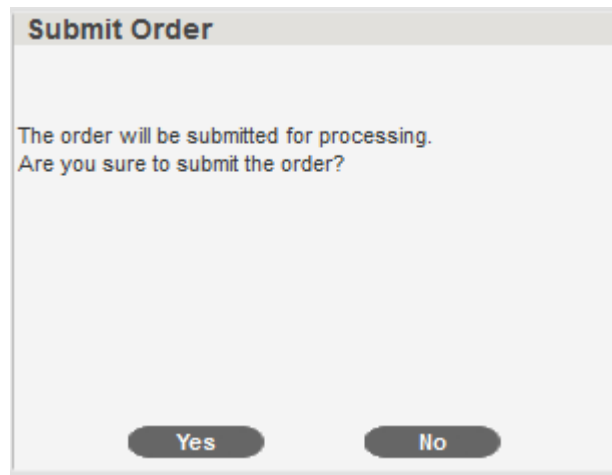 Submit Order
The order will be submitted for processing.
Are you sure to submit the order?
Yes No